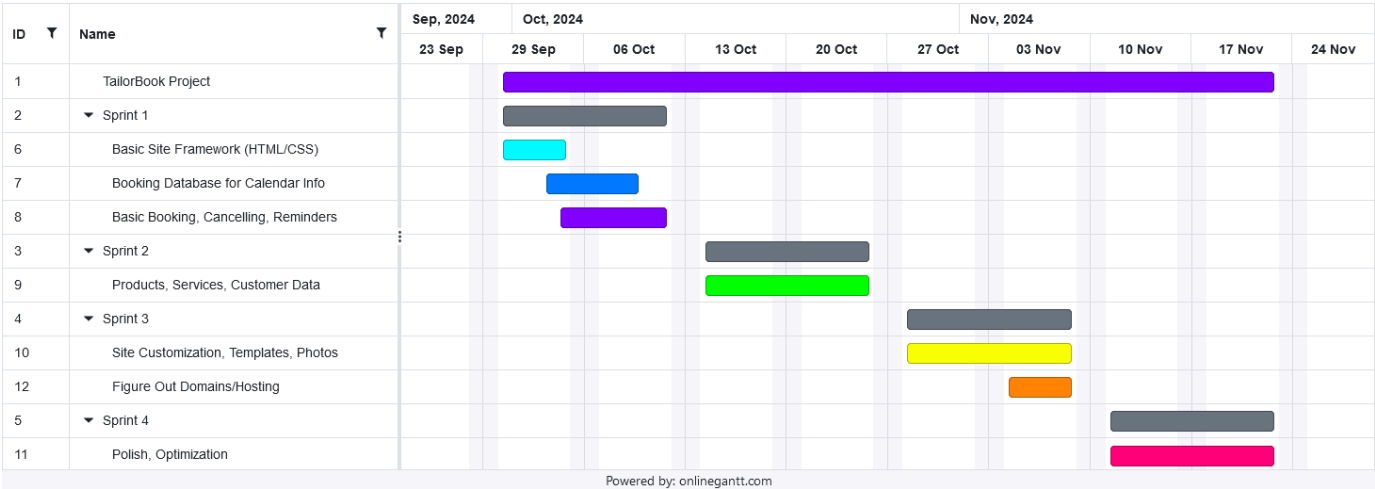 ID Name Sep, 2024 Oct, 2024 Nov, 2024
23 Sep 29 Sep 06 Oct 13 Oct 20 Oct 27 Oct 03 Nov 10 Nov 17 Nov 24 Nov
1 TailorBook Project
2 Sprint 1
6 Basic Site Framework (HTML/CSS)
7 Booking Database for Calendar Info
8 Basic Booking, Cancelling, Reminders
3 Sprint 2
9 Products, Services, Customer Data
4 Sprint 3
10 Site Customization, Templates, Photos
12 Figure Out Domains/Hosting
5 Sprint 4
11 Polish, Optimization
Powered by: onlinegantt.com